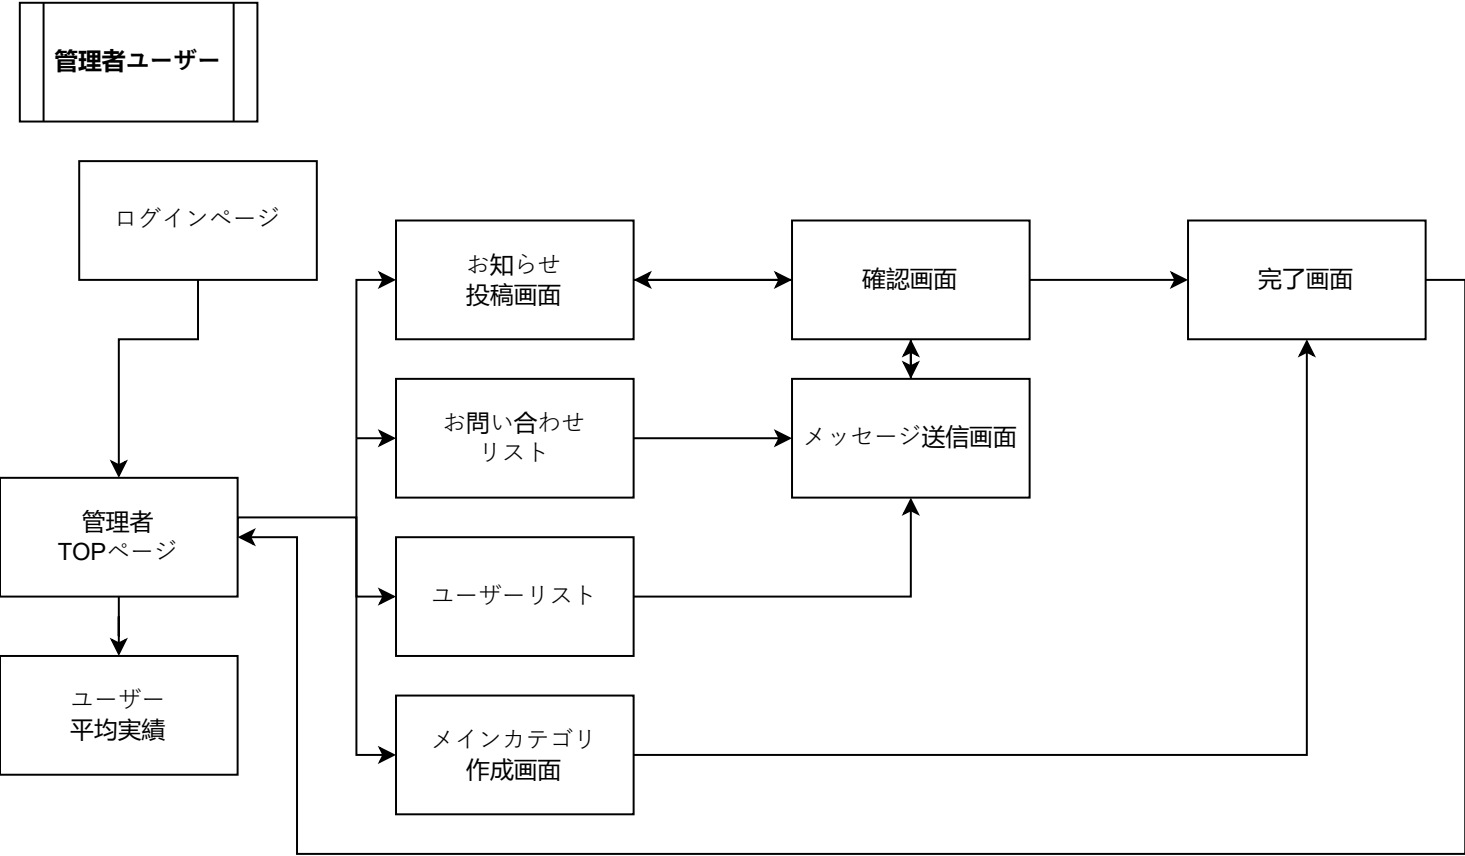 管理者ユーザー
ログインページ
お知らせ
投稿画面
確認画面
完了画面
お問い合わせ
リスト
メッセージ送信画面
管理者
TOPページ
ユーザーリスト
ユーザー
平均実績
メインカテゴリ
作成画面